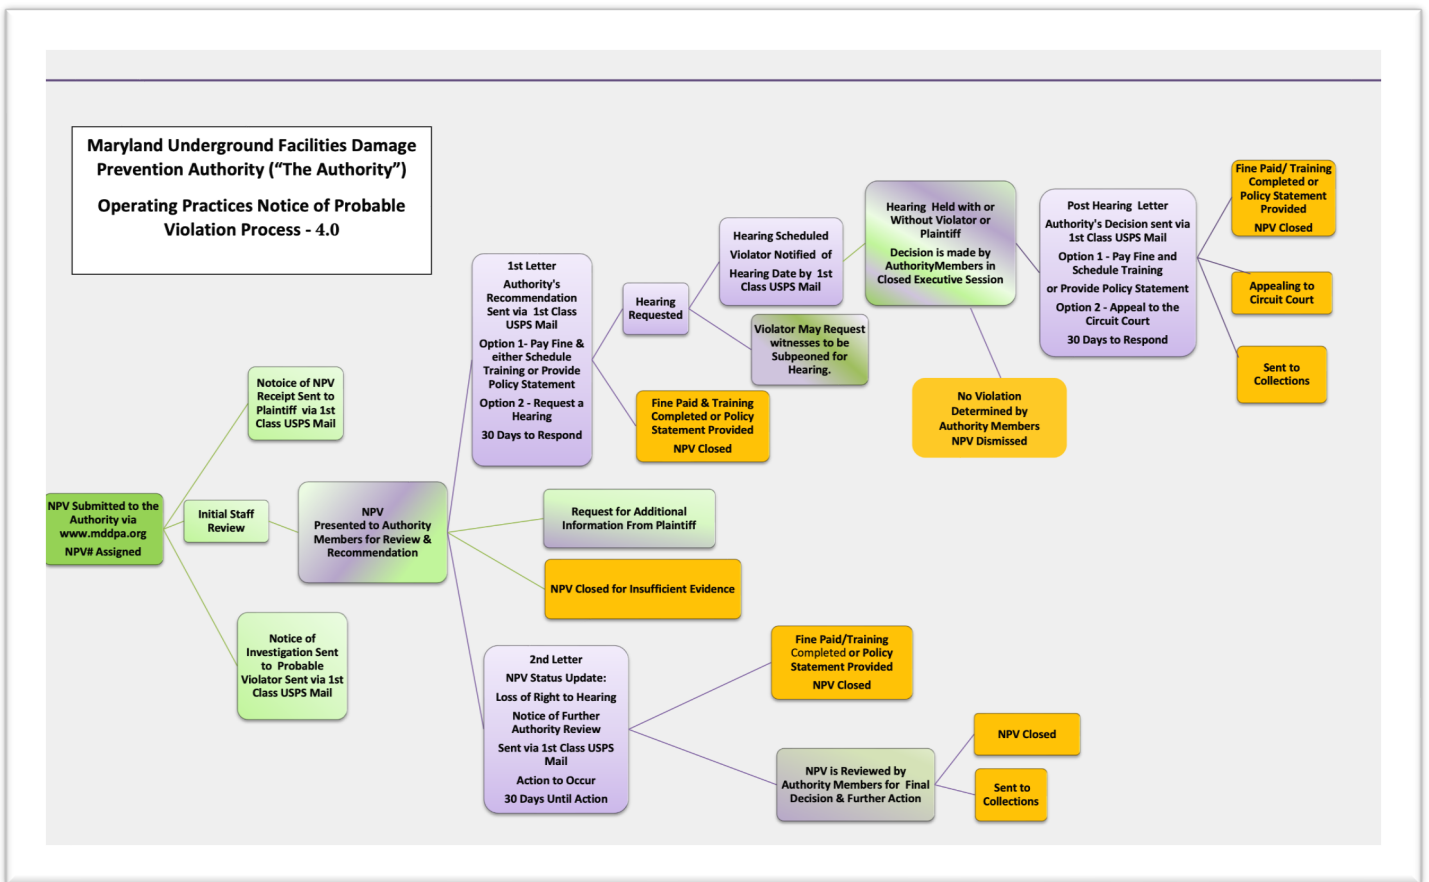 Maryland Underground Facilities Damage
Prevention Authority (“The Authority”)
Operating Practices Notice of Probable
Violation Process - 4.0
NPV Submitted to the
Authority via
www.mddpa.org
NPV# Assigned
Notoice of NPV
Receipt Sent to
Plaintiff via 1st
Class USPS Mail
Initial Staff
Review
Notice of
Investigation Sent
to Probable
Violator Sent via 1st
Class USPS Mail
NPV
Presented to Authority
Members for Review &
Recommendation
1st Letter
Authority's
Recommendation
Sent via 1st Class
USPS Mail
Option 1- Pay Fine &
either Schedule
Training or Provide
Policy Statement
Option 2 - Request a
Hearing
30 Days to Respond
Hearing
Requested
Hearing Scheduled
Violator Notified of
Hearing Date by 1st
Class USPS Mail
Violator May Request
witnesses to be
Subpeoned for
Hearing.
Fine Paid & Training
Completed or Policy
Statement Provided
NPV Closed
Hearing Held with or
Without Violator or
Plaintiff
Decision is made by
AuthorityMembers in
Closed Executive Session
No Violation
Determined by
Authority Members
NPV Dismissed
Post Hearing Letter
Authority's Decision sent via
1st Class USPS Mail
Option 1 - Pay Fine and
Schedule Training
or Provide Policy Statement
Option 2 - Appeal to the
Circuit Court
30 Days to Respond
Fine Paid/ Training
Completed or
Policy Statement
Provided
NPV Closed
Appealing to
Circuit Court
Sent to
Collections
Request for Additional
Information From Plaintiff
NPV Closed for Insufficient Evidence
2nd Letter
NPV Status Update:
Loss of Right to Hearing
Notice of Further
Authority Review
Sent via 1st Class USPS
Mail
Action to Occur
30 Days Until Action
Fine Paid/Training
Completed or Policy
Statement Provided
NPV Closed
NPV is Reviewed by
Authority Members for Final
Decision & Further Action
NPV Closed
Sent to
Collections